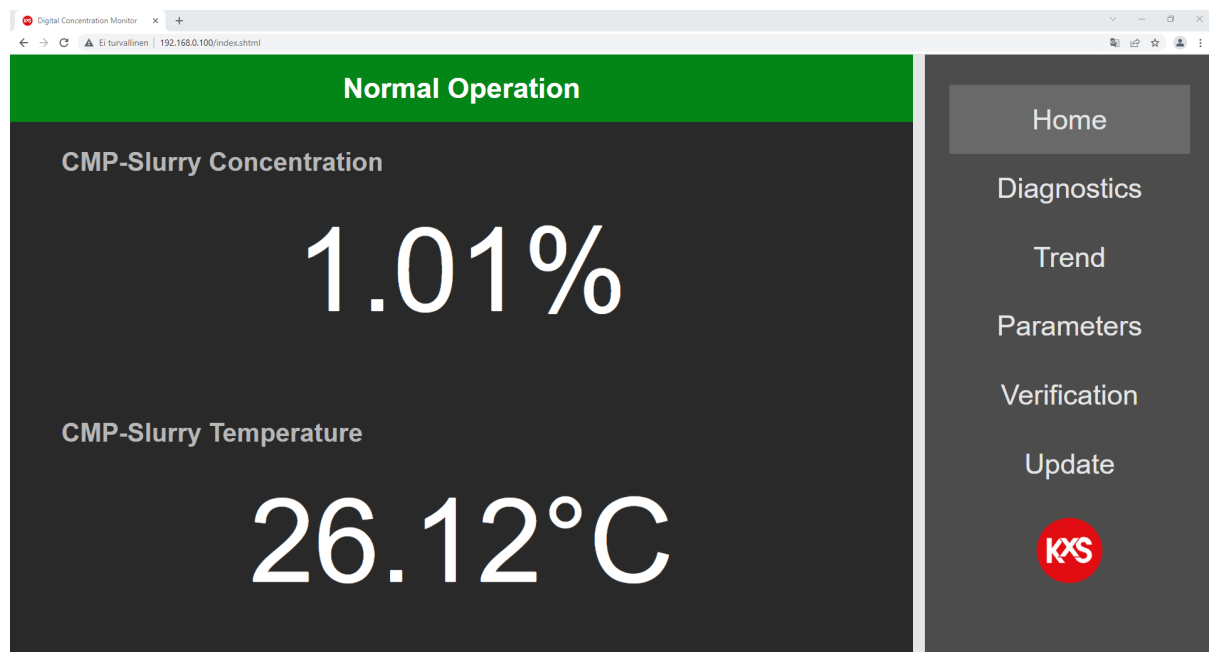 Digital Concentration Monitor
Ei turvallinen | 192.168.0.100/index.shtml
Normal Operation
CMP-Slurry Concentration
1.01%
CMP-Slurry Temperature
26.12°C
Home
Diagnostics
Trend
Parameters
Verification
Update
KXS